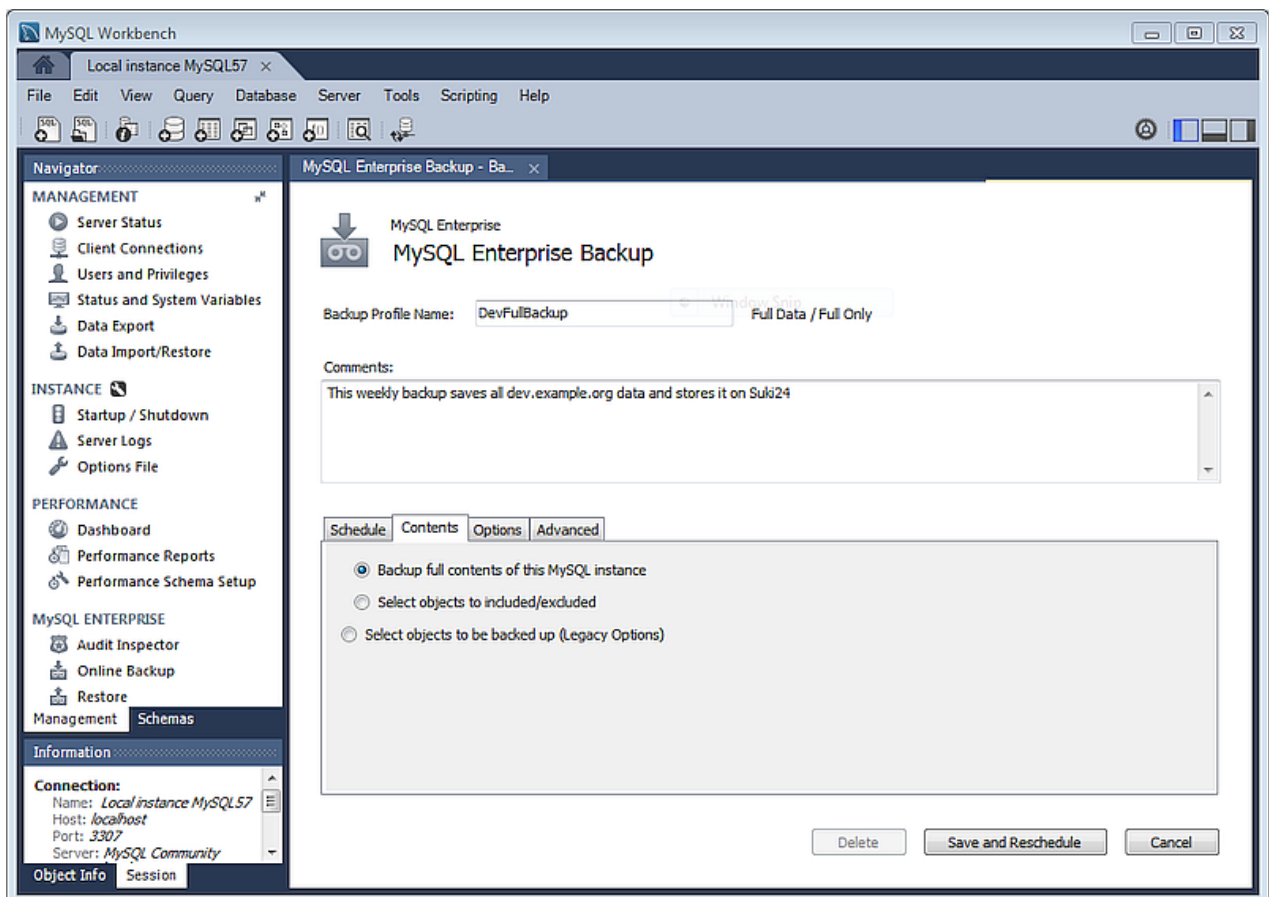 MySQL Workbench
Local instance MySQL57
File Edit View Query Database Server Tools Scripting Help
Navigator
MANAGEMENT
Server Status
Client Connections
Users and Privileges
Status and System Variables
Data Export
Data Import/Restore
INSTANCE
Startup / Shutdown
Server Logs
Options File
PERFORMANCE
Dashboard
Performance Reports
Performance Schema Setup
MySQL ENTERPRISE
Audit Inspector
Online Backup
Restore
Management Schemas
Information
Connection:
Name: Local instance MySQL57
Host: localhost
Port: 3307
Server: MySQL Community
Object Info Session
MySQL Enterprise Backup - Ba...
MySQL Enterprise
MySQL Enterprise Backup
Window Snip
Backup Profile Name: DevFullBackup Full Data / Full Only
Comments:
This weekly backup saves all dev.example.org data and stores it on Suki24
Schedule Contents Options Advanced
Backup full contents of this MySQL instance
Select objects to included/excluded
Select objects to be backed up (Legacy Options)
Delete Save and Reschedule Cancel